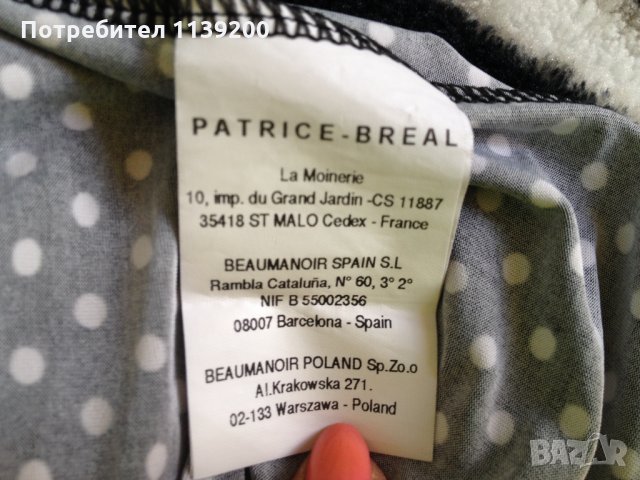 Потребител 1139200
PATRICE-BREAL
La Moinerie
10, imp. du Grand Jardin -CS 11887
35418 ST MALO Cedex - France
BEAUMANOIR SPAIN S.L
Rambla Cataluña, N° 60, 3° 2°
NIF B 55002356
08007 Barcelona - Spain
BEAUMANOIR POLAND Sp.Zo.o
Al.Krakowska 271.
02-133 Warszawa - Poland
BAZAR